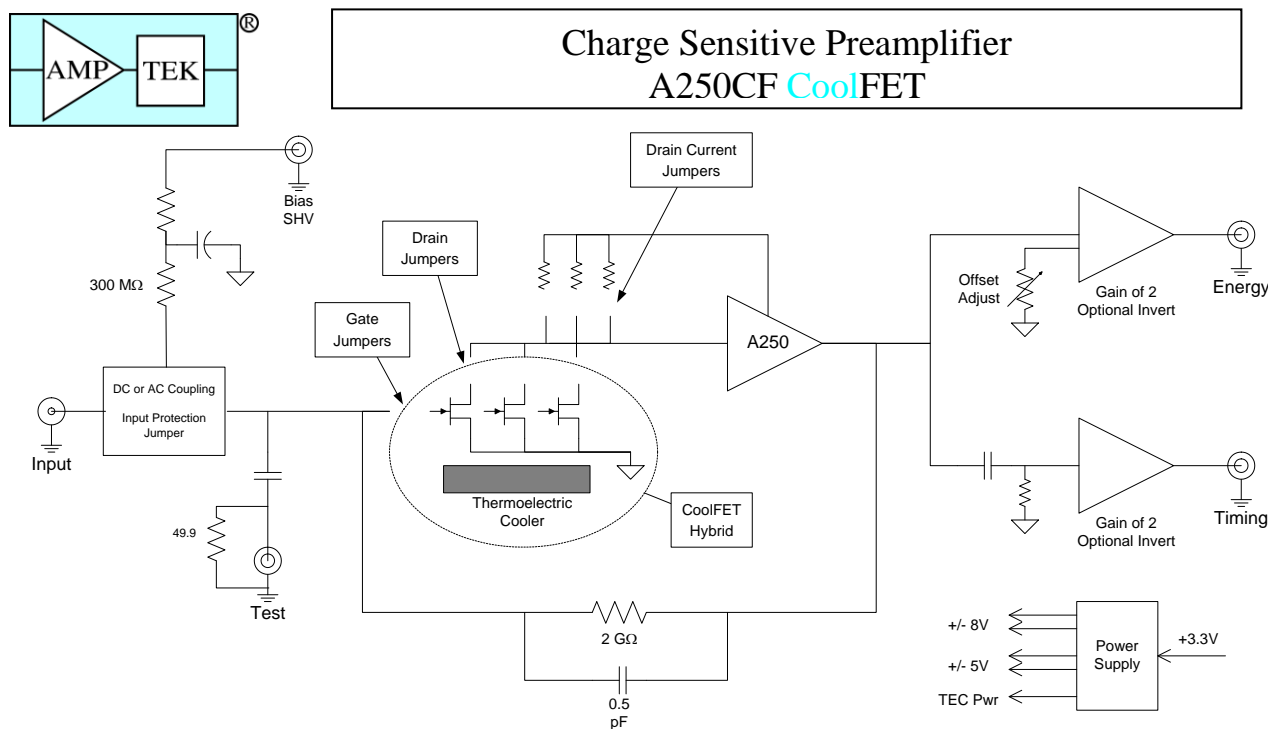 AMP TEK ®
Charge Sensitive Preamplifier
A250CF CoolFET
Bias
SHV
300 MΩ
Drain Current
Jumpers
Drain
Jumpers
Gate
Jumpers
DC or AC Coupling
Input Protection
Jumper
Input
A250
Offset
Adjust
Gain of 2
Optional Invert
Energy
Thermoelectric
Cooler
CoolFET
Hybrid
49.9
Test
Gain of 2
Optional Invert
Timing
2 GΩ
0.5
pF
+/- 8V
+/- 5V
TEC Pwr
Power
Supply
+3.3V